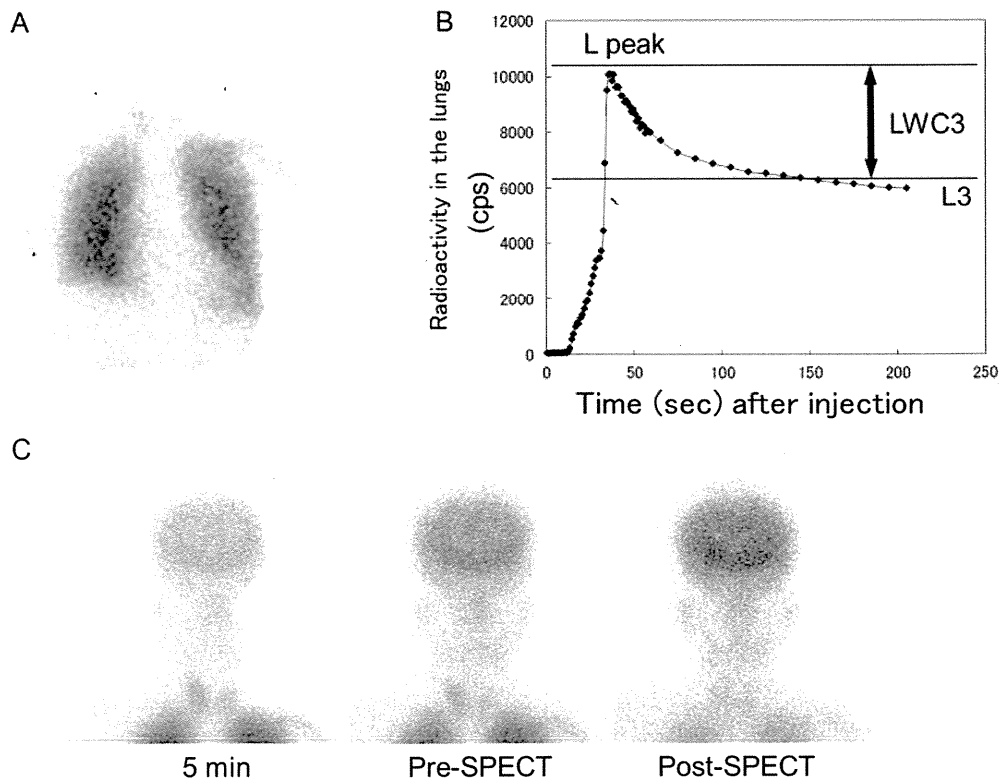 A
B
12000
10000
8000
6000
4000
2000
0
0
50
100
150
200
250
Radioactivity in the lungs
(cps)
L peak
LWC3
L3
Time (sec) after injection
C
5 min
Pre-SPECT
Post-SPECT